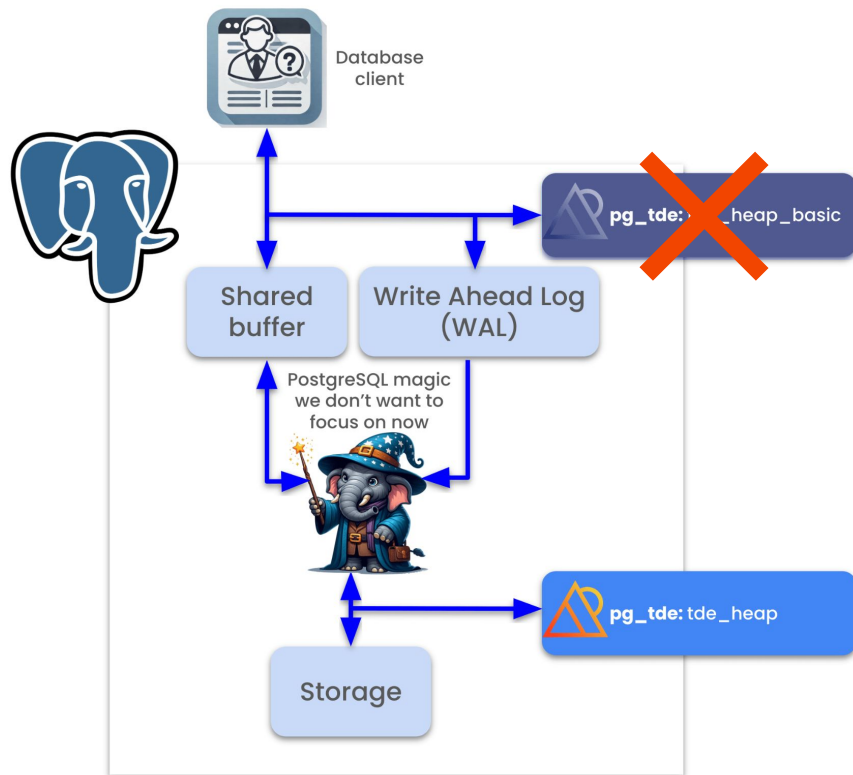 Database
client
pg_tde: _heap_basic
Shared
buffer
Write Ahead Log
(WAL)
PostgreSQL magic
we don't want to
focus on now
pg_tde: tde_heap
Storage